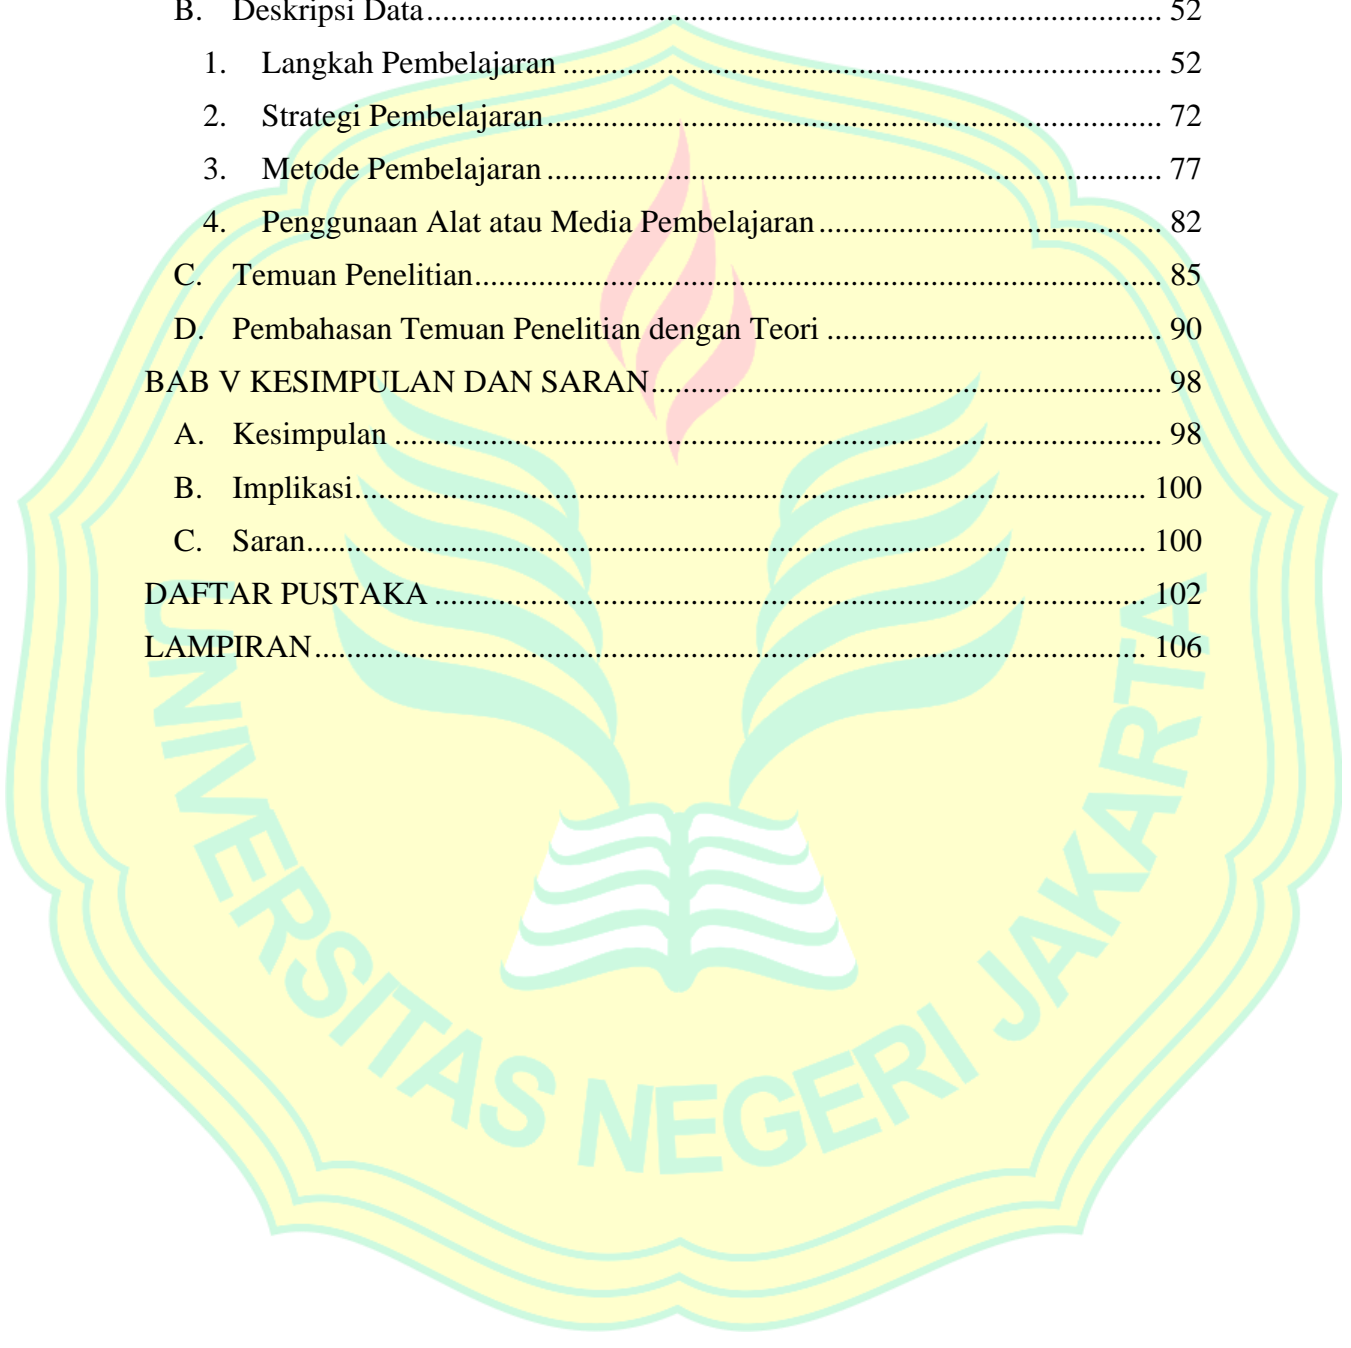 B. Deskripsi Data.......................................................................................... 52
1. Langkah Pembelajaran ........................................................................... 52
2. Strategi Pembelajaran............................................................................. 72
3. Metode Pembelajaran ............................................................................. 77
4. Penggunaan Alat atau Media Pembelajaran ........................................... 82
C. Temuan Penelitian..................................................................................... 85
D. Pembahasan Temuan Penelitian dengan Teori .......................................... 90
BAB V KESIMPULAN DAN SARAN................................................................ 98
A. Kesimpulan ................................................................................................ 98
B. Implikasi................................................................................................... 100
C. Saran......................................................................................................... 100
DAFTAR PUSTAKA ......................................................................................... 102
LAMPIRAN........................................................................................................ 106
UNIVERSITAS NEGERI JAKARTA